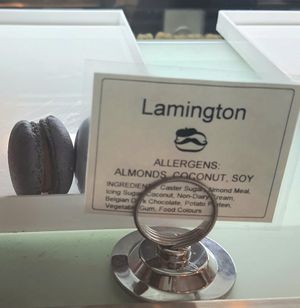 Lamington
ALLERGENS:
ALMONDS, COCONUT, SOY
INGREDIENTS: Caster Sugar, Almond Meal,
Icing Sugar, Coconut, Non-Dairy Cream,
Belgian Dark Chocolate, Potato Protein,
Vegetable Gum, Food Colours